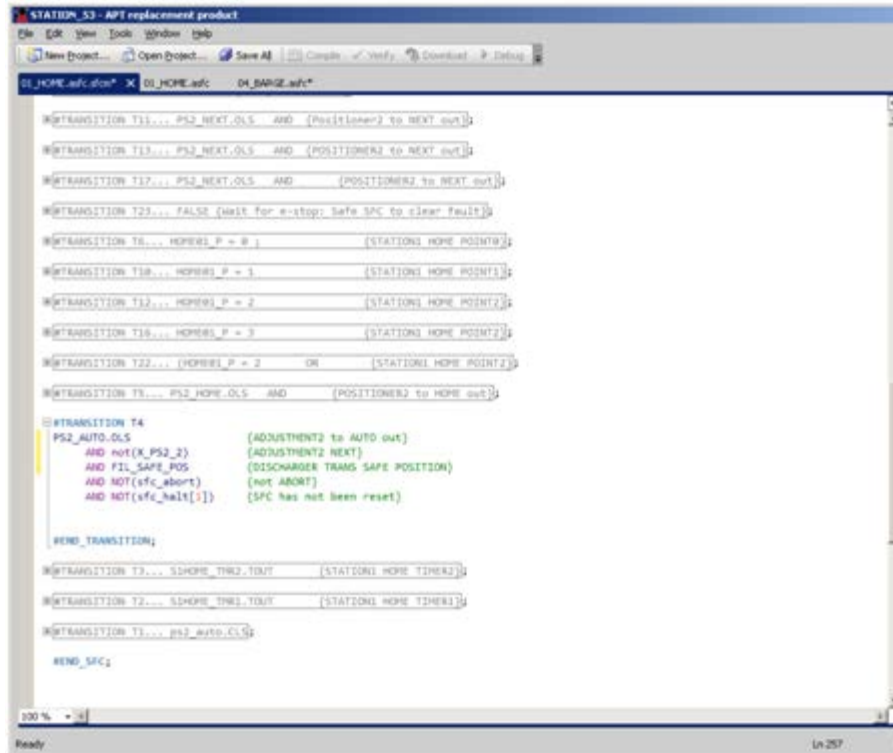 STATION_53 - APT replacement product
File Edit View Tools Window Help
New Project... Open Project... Save All Compile Verify Download Debug
01_HOME.asfc.sfcm* X 01_HOME.asfc 04_BARGE.asfc*
#TRANSITION T11... PS2_NEXT.OLS AND {Positioner2 to NEXT out};
#TRANSITION T13... PS2_NEXT.OLS AND {POSITIONER2 to NEXT out};
#TRANSITION T17... PS2_NEXT.OLS AND {POSITIONER2 to NEXT out};
#TRANSITION T23... FALSE {Wait for e-stop: Safe SFC to clear fault};
#TRANSITION T6... HOME01_P = 0 ; {STATION1 HOME POINT0};
#TRANSITION T10... HOME01_P = 1 {STATION1 HOME POINT1};
#TRANSITION T12... HOME01_P = 2 {STATION1 HOME POINT2};
#TRANSITION T16... HOME01_P = 3 {STATION1 HOME POINT2};
#TRANSITION T22... (HOME01_P = 2 OR {STATION1 HOME POINT2};
#TRANSITION T5... PS2_HOME.OLS AND {POSITIONER2 to HOME out};
#TRANSITION T4
PS2_AUTO.OLS {ADJUSTMENT2 to AUTO out}
AND not(X_PS2_2) {ADJUSTMENT2 NEXT}
AND FIL_SAFE_POS {DISCHARGER TRANS SAFE POSITION}
AND NOT(sfc_abort) {not ABORT}
AND NOT(sfc_halt[1]) {SFC has not been reset}
#END_TRANSITION;
#TRANSITION T3... S1HOME_TMR2.TOUT {STATION1 HOME TIMER2};
#TRANSITION T2... S1HOME_TMR1.TOUT {STATION1 HOME TIMER1};
#TRANSITION T1... ps2_auto.CLS;
#END_SFC;
100 %
Ready Ln 257